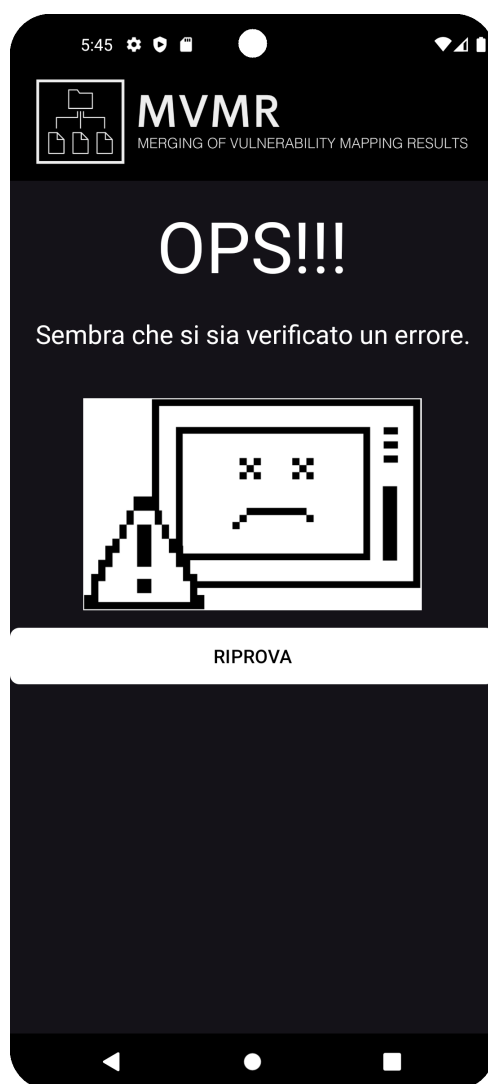 5:45
MVMR
MERGING OF VULNERABILITY MAPPING RESULTS
OPS!!!
Sembra che si sia verificato un errore.
RIPROVA